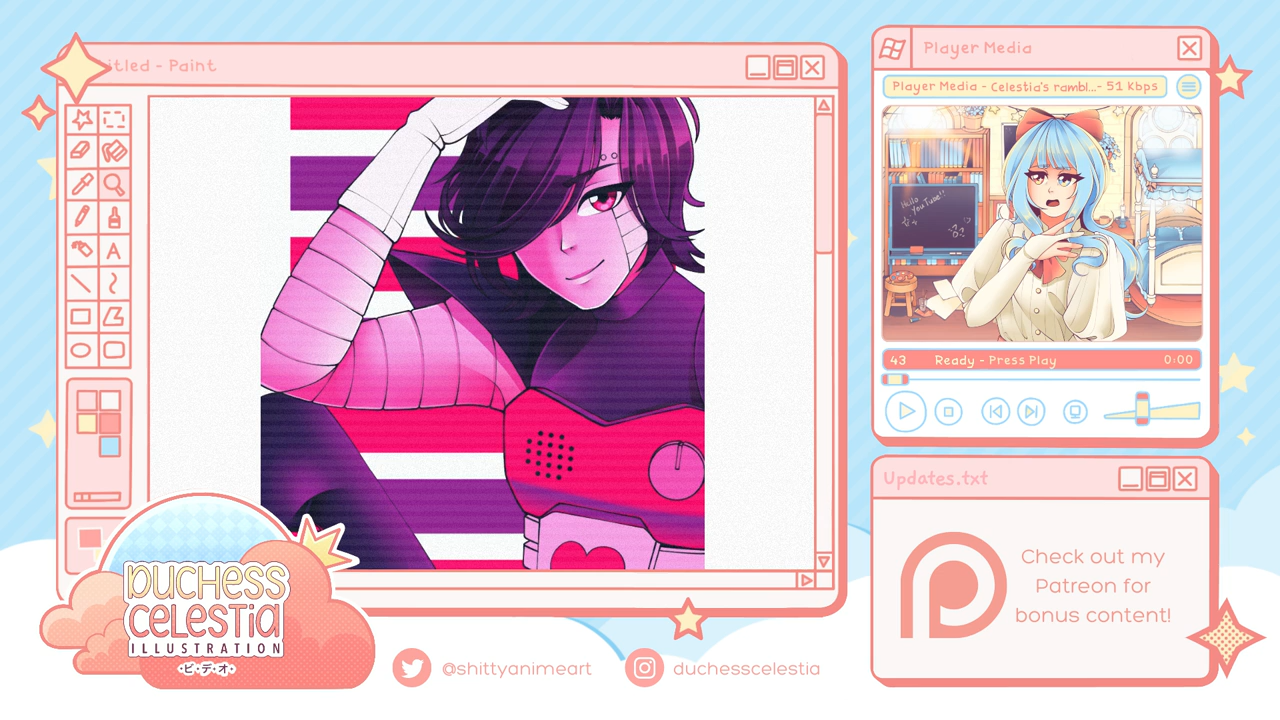 titled - Paint
A
Player Media
Player Media - Celestia's rambl...- 51 Kbps
Hello
YouTube!!
43 Ready - Press Play 0:00
Updates.txt
Check out my
Patreon for
bonus content!
DUCHESS
CELESTIA
ILLUSTRATION
・ビ・デ・オ・
@shittyanimeart duchesscelestia